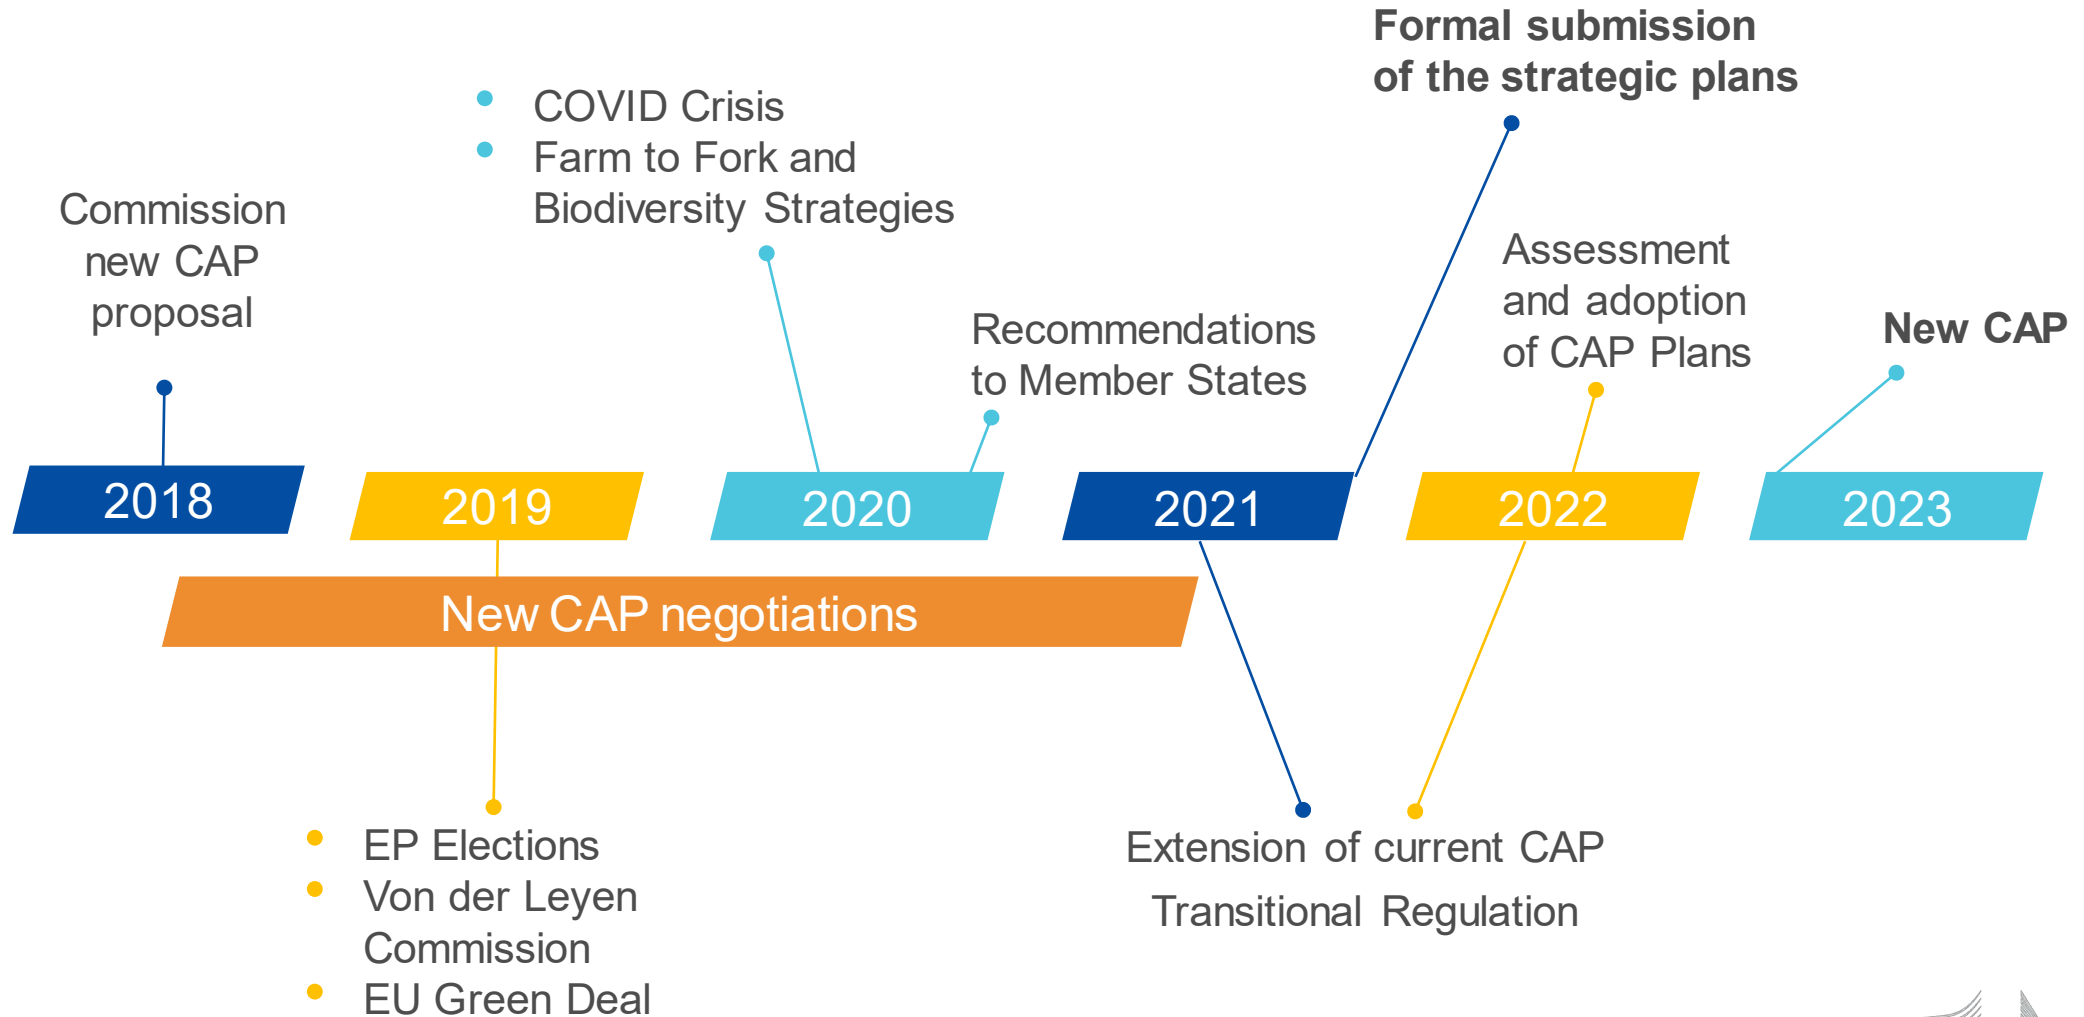 Formal submission
of the strategic plans
COVID Crisis
Farm to Fork and
Biodiversity Strategies
Commission
new CAP
proposal
Assessment
and adoption
of CAP Plans
New CAP
Recommendations
to Member States
2018
2019
2020
2021
2022
2023
New CAP negotiations
EP Elections
Von der Leyen
Commission
EU Green Deal
Extension of current CAP
Transitional Regulation